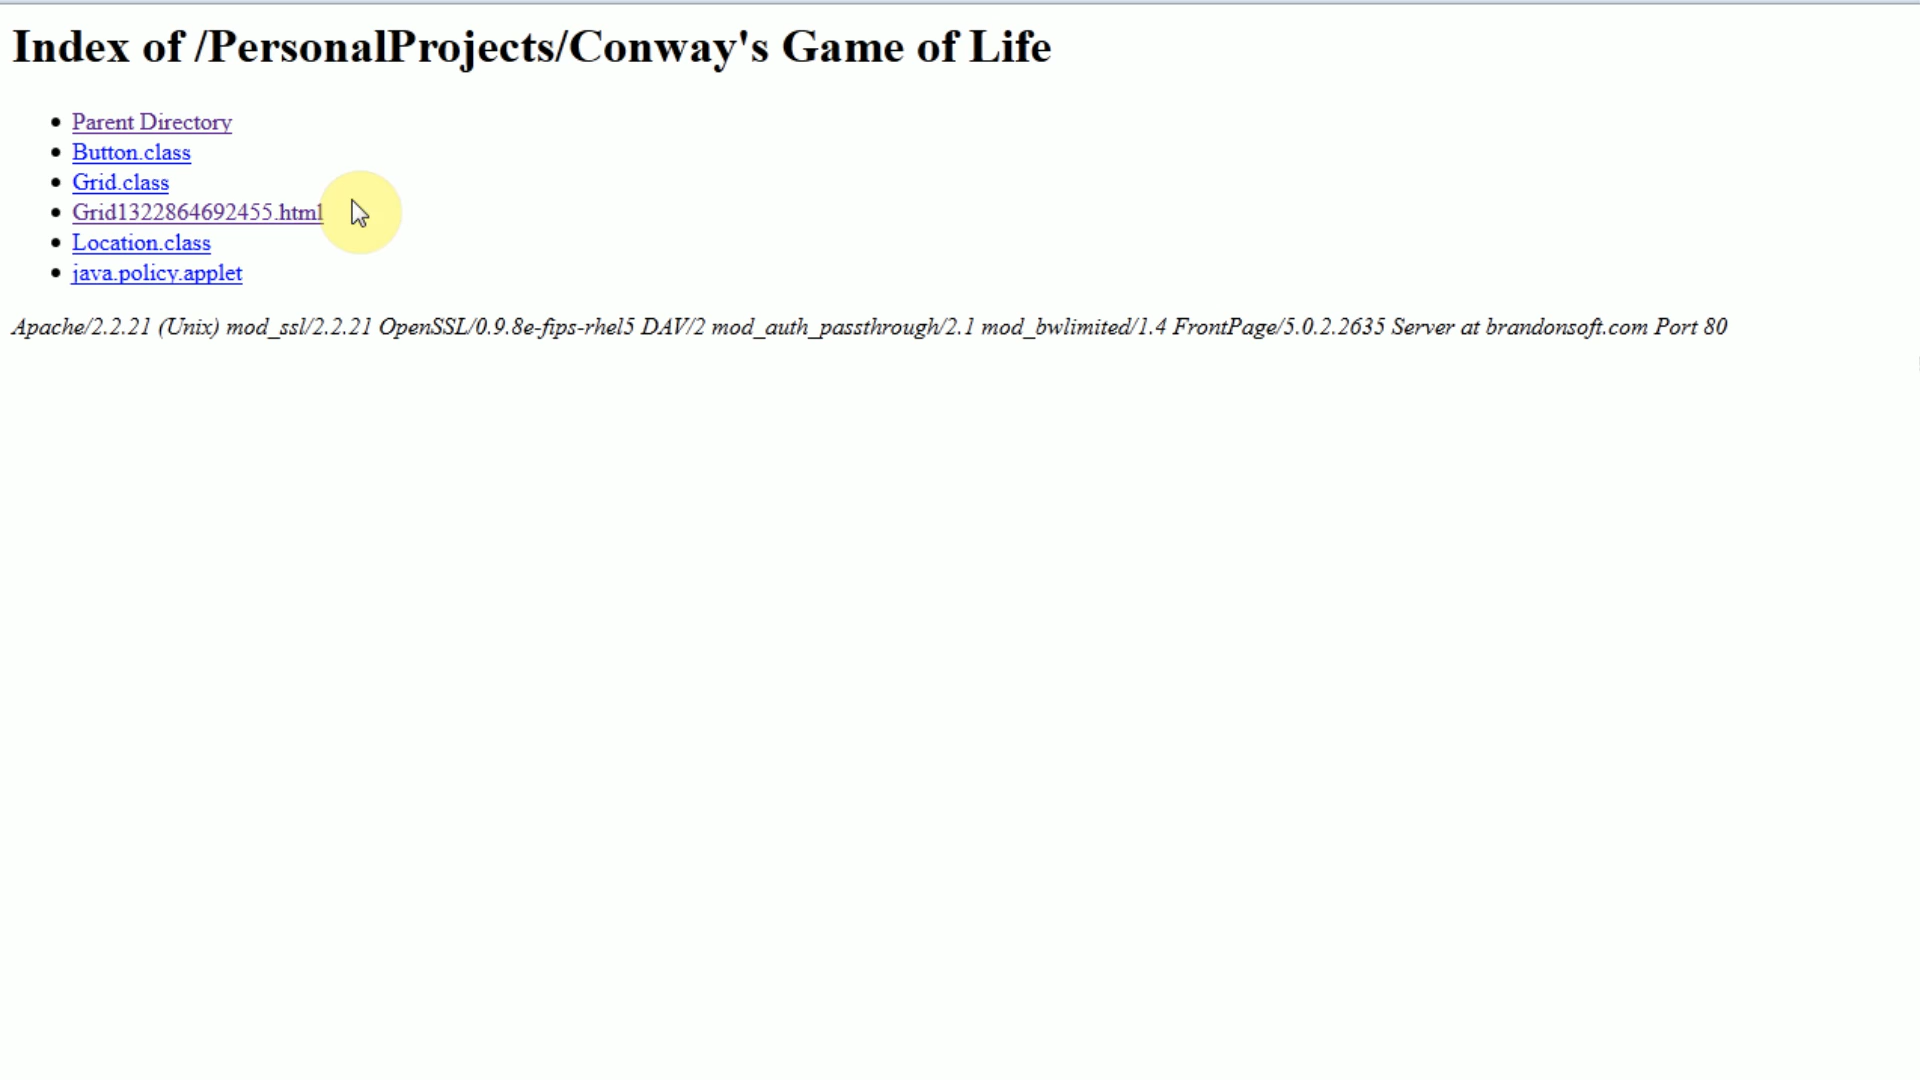 Index of /PersonalProjects/Conway's Game of Life
Parent Directory
Button.class
Grid.class
Grid1322864692455.html
Location.class
java.policy.applet
Apache/2.2.21 (Unix) mod_ssl/2.2.21 OpenSSL/0.9.8e-fips-rhel5 DAV/2 mod_auth_passthrough/2.1 mod_bwlimited/1.4 FrontPage/5.0.2.2635 Server at brandonsoft.com Port 80